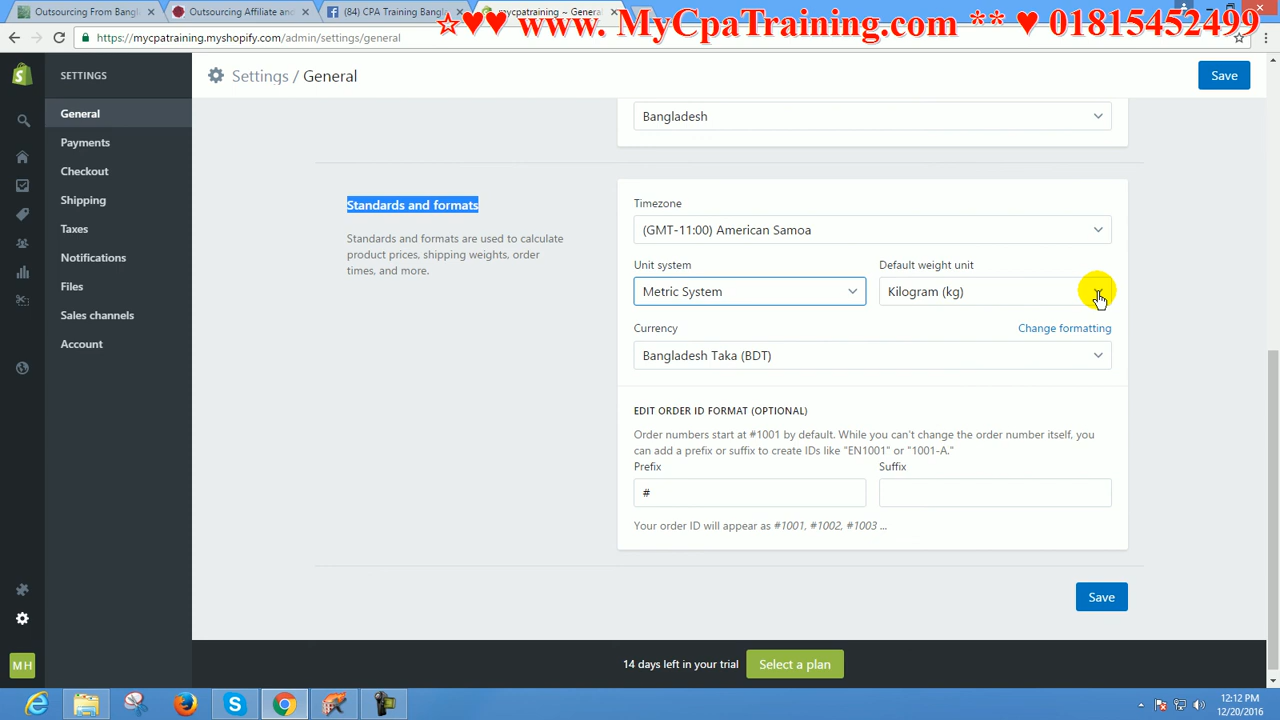 Outsourcing From Bangl
Outsourcing Affiliate and
(84) CPA Training Bangla
mycpatraining ~ General
☆♥♥ www. MyCpaTraining.com ** ♥ 01815452499
https://mycpatraining.myshopify.com/admin/settings/general
SETTINGS
Settings / General
Save
General
Payments
Checkout
Shipping
Taxes
Notifications
Files
Sales channels
Account
MH
Bangladesh
Standards and formats
Standards and formats are used to calculate
product prices, shipping weights, order
times, and more.
Timezone
(GMT-11:00) American Samoa
Unit system
Default weight unit
Metric System
Kilogram (kg)
Currency
Change formatting
Bangladesh Taka (BDT)
EDIT ORDER ID FORMAT (OPTIONAL)
Order numbers start at #1001 by default. While you can't change the order number itself, you
can add a prefix or suffix to create IDs like "EN1001" or "1001-A."
Prefix
Suffix
#
Your order ID will appear as #1001, #1002, #1003 ...
Save
14 days left in your trial
Select a plan
12:12 PM
12/20/2016